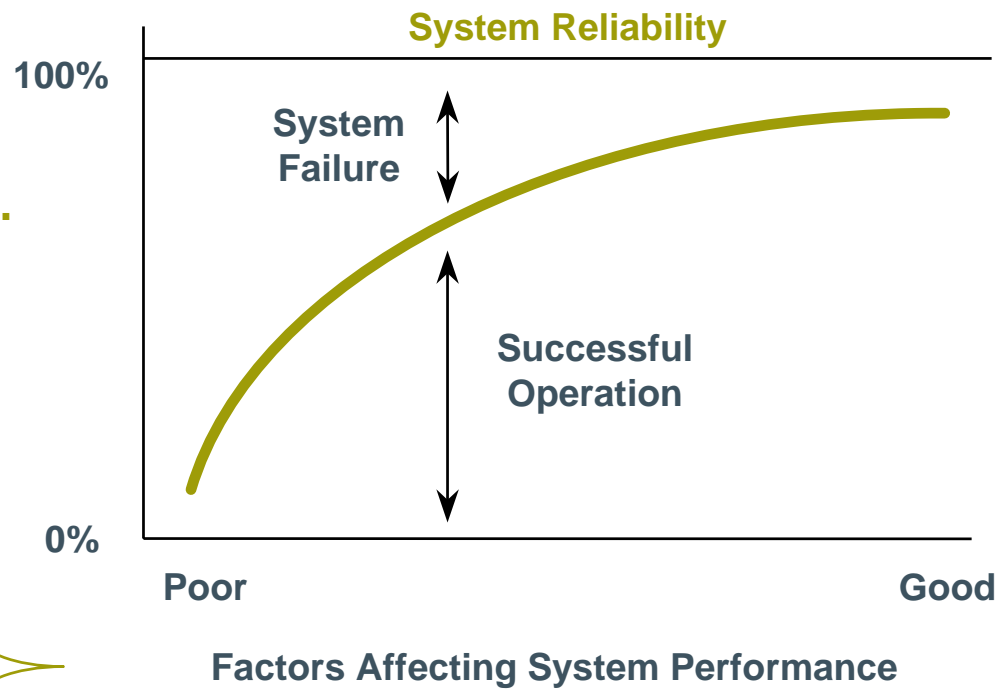 System Reliability
100%
System
Failure
.
Successful
Operation
0%
Poor
Good
Factors Affecting System Performance